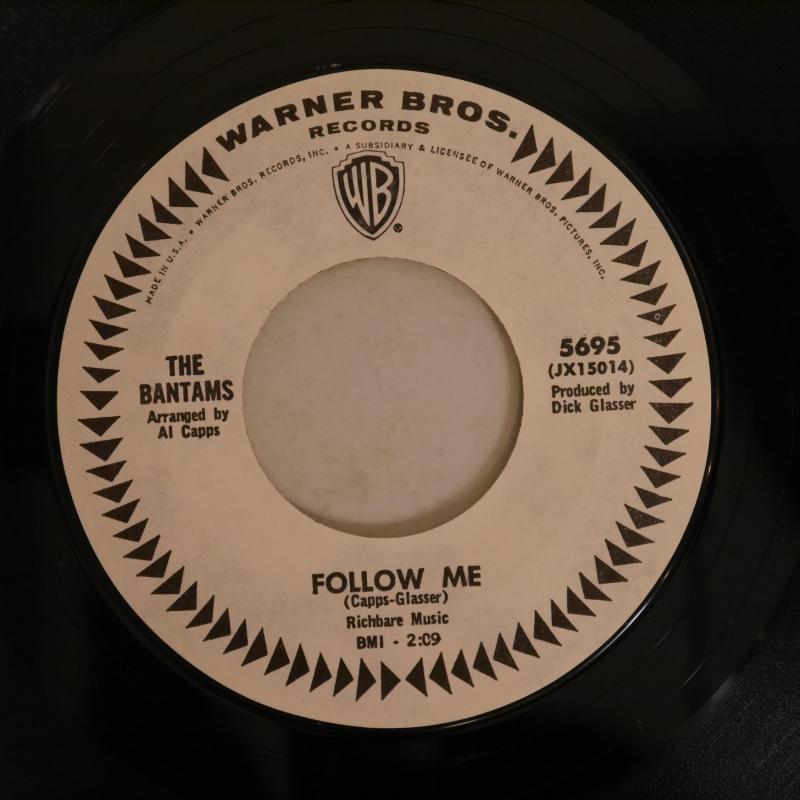 WARNER BROS.
RECORDS
MADE IN U.S.A. • WARNER BROS. RECORDS, INC. • A SUBSIDIARY & LICENSEE OF WARNER BROS. PICTURES, INC.
WB
®
THE
BANTAMS
Arranged by
Al Capps
5695
(JX15014)
Produced by
Dick Glasser
FOLLOW ME
(Capps-Glasser)
Richbare Music
BMI - 2:09